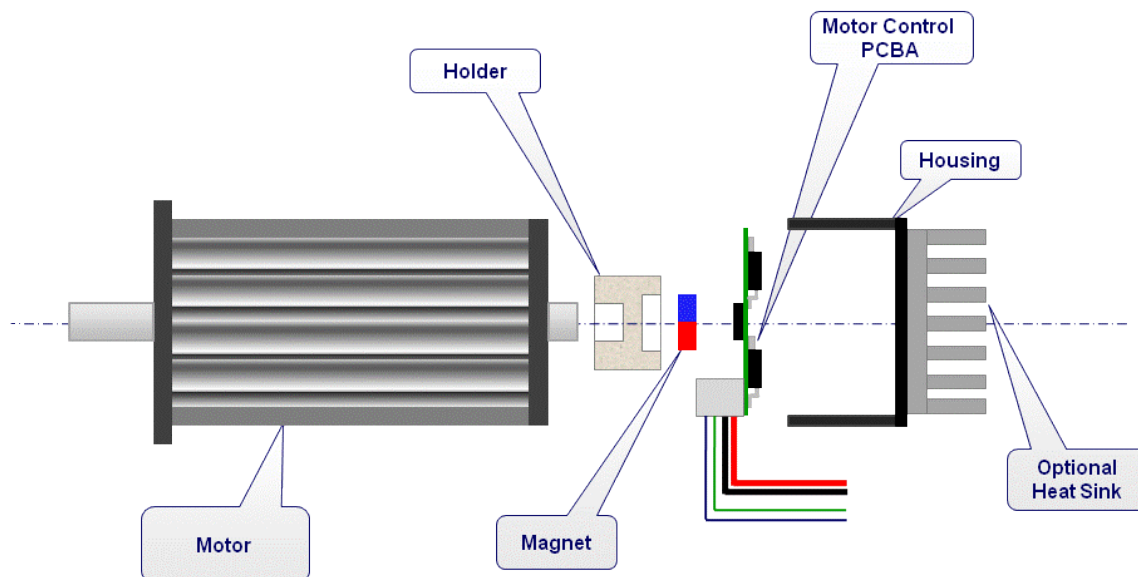 Motor Control
PCBA
Holder
Housing
Optional
Heat Sink
Motor
Magnet